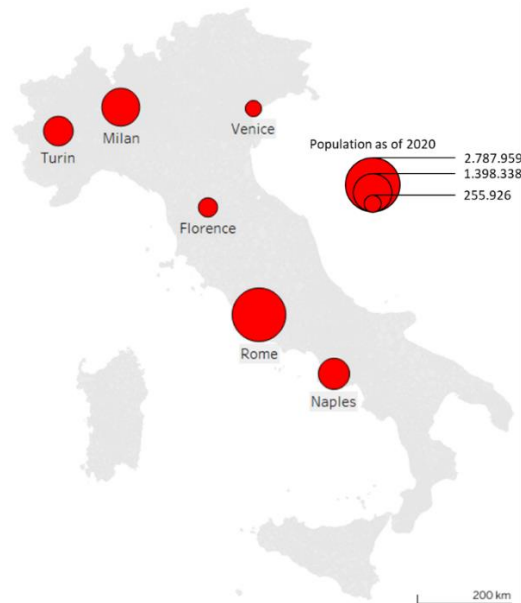 Milan
Turin
Venice
Population as of 2020
2.787.959
1.398.338
255.926
Florence
Rome
Naples
200 km